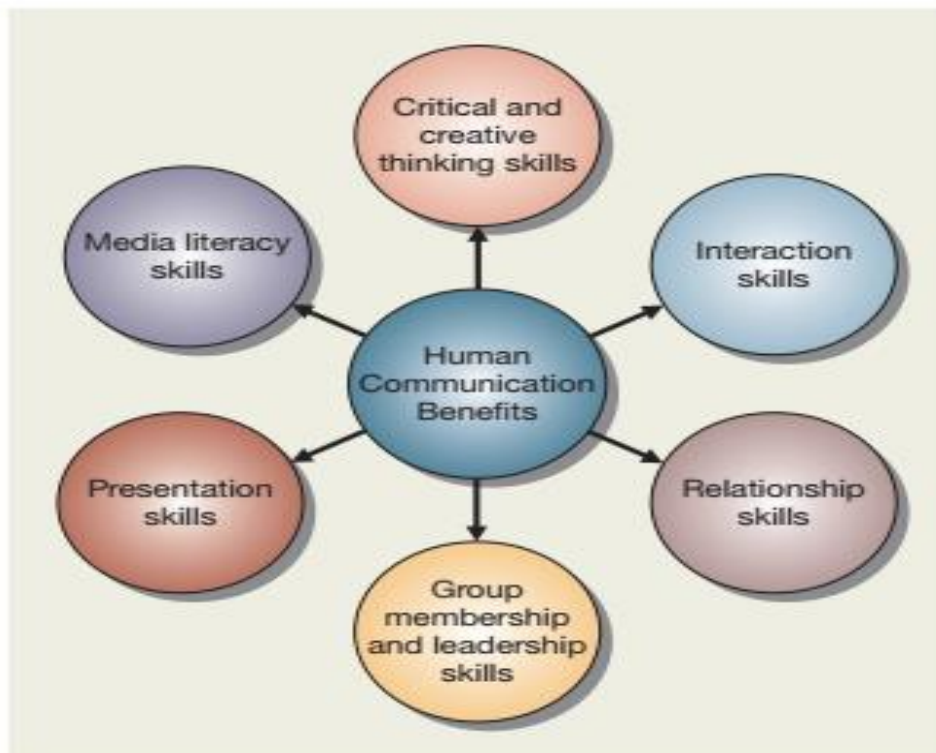 Critical and
creative
thinking skills
Media literacy
skills
Interaction
skills
Human
Communication
Benefits
Presentation
skills
Relationship
skills
Group
membership
and leadership
skills